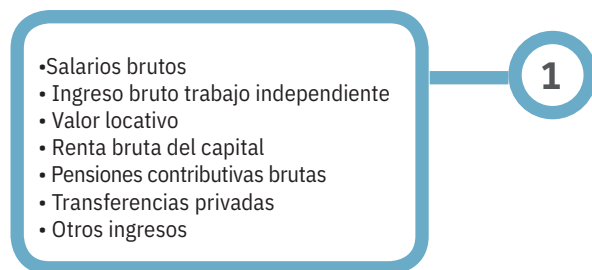 •Salarios brutos
• Ingreso bruto trabajo independiente
• Valor locativo
• Renta bruta del capital
• Pensiones contributivas brutas
• Transferencias privadas
• Otros ingresos
1